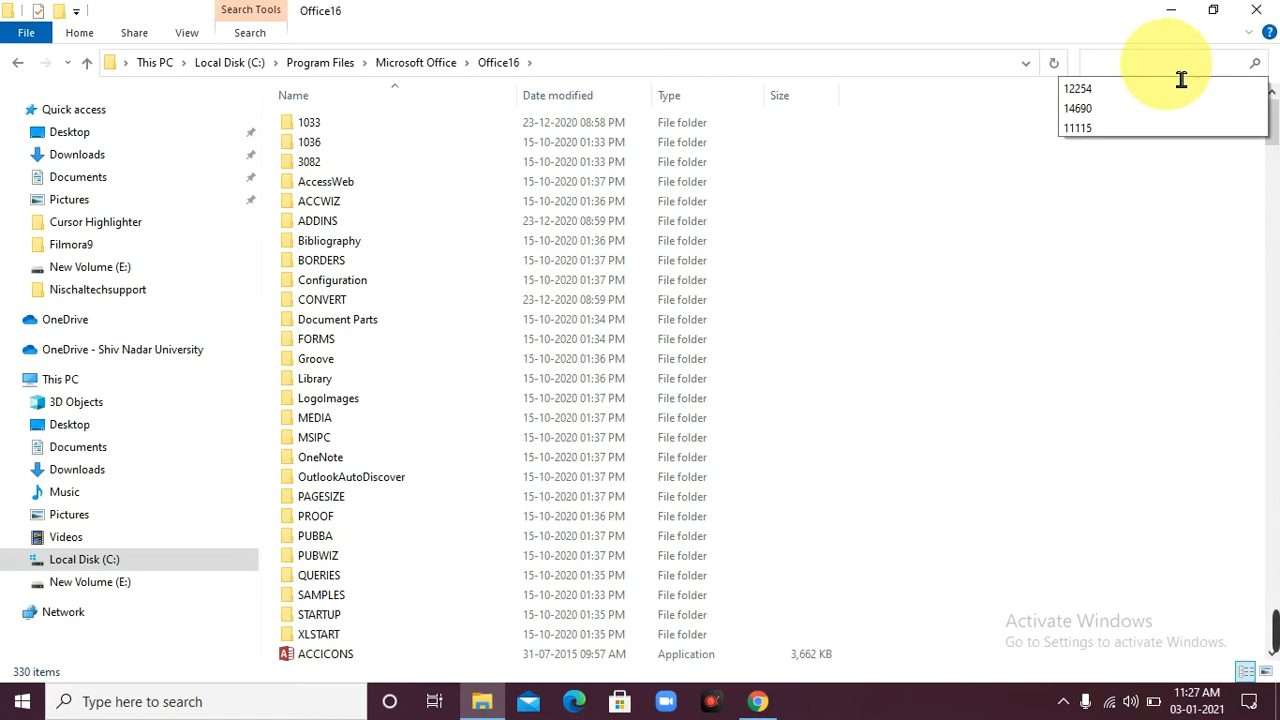 Search Tools Office16
File Home Share View Search
This PC Local Disk (C:) Program Files Microsoft Office Office16
12254
14690
11115
Name Date modified Type Size
Quick access
Desktop
Downloads
Documents
Pictures
Cursor Highlighter
Filmora9
New Volume (E:)
Nischaltechsupport
OneDrive
OneDrive - Shiv Nadar University
This PC
3D Objects
Desktop
Documents
Downloads
Music
Pictures
Videos
Local Disk (C:)
New Volume (E:)
Network
1033 23-12-2020 08:58 PM File folder
1036 15-10-2020 01:33 PM File folder
3082 15-10-2020 01:33 PM File folder
AccessWeb 15-10-2020 01:37 PM File folder
ACCWIZ 15-10-2020 01:36 PM File folder
ADDINS 23-12-2020 08:59 PM File folder
Bibliography 15-10-2020 01:36 PM File folder
BORDERS 15-10-2020 01:37 PM File folder
Configuration 15-10-2020 01:37 PM File folder
CONVERT 23-12-2020 08:59 PM File folder
Document Parts 15-10-2020 01:34 PM File folder
FORMS 15-10-2020 01:34 PM File folder
Groove 15-10-2020 01:36 PM File folder
Library 15-10-2020 01:36 PM File folder
LogoImages 15-10-2020 01:37 PM File folder
MEDIA 15-10-2020 01:37 PM File folder
MSIPC 15-10-2020 01:37 PM File folder
OneNote 15-10-2020 01:37 PM File folder
OutlookAutoDiscover 15-10-2020 01:37 PM File folder
PAGESIZE 15-10-2020 01:37 PM File folder
PROOF 15-10-2020 01:36 PM File folder
PUBBA 15-10-2020 01:37 PM File folder
PUBWIZ 15-10-2020 01:37 PM File folder
QUERIES 15-10-2020 01:35 PM File folder
SAMPLES 15-10-2020 01:33 PM File folder
STARTUP 15-10-2020 01:35 PM File folder
XLSTART 15-10-2020 01:35 PM File folder
ACCICONS 31-07-2015 09:57 AM Application 3,662 KB
Activate Windows
Go to Settings to activate Windows.
330 items
Type here to search
11:27 AM
03-01-2021